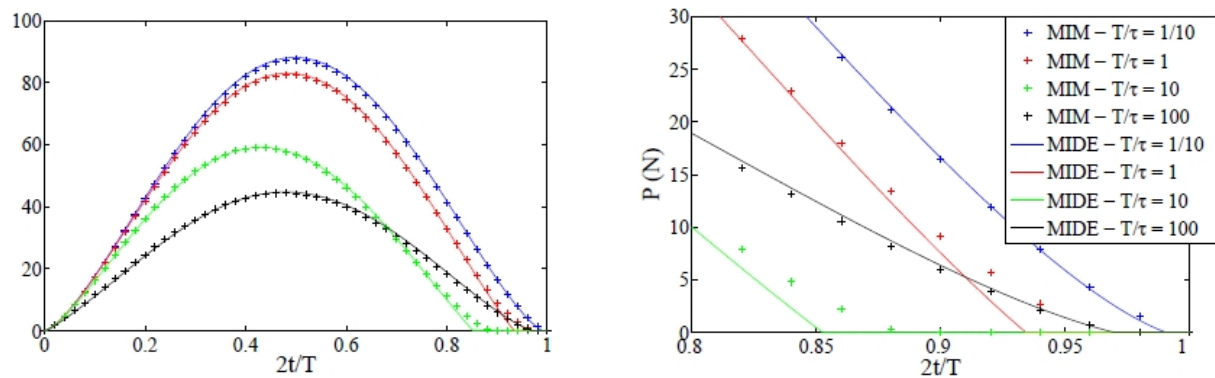 100
80
60
40
20
0
0
0.2
0.4
0.6
0.8
1
2t/T
30
25
20
15
10
5
0
P (N)
0.8
0.85
0.9
0.95
1
2t/T
MIM − T/τ = 1/10
MIM − T/τ = 1
MIM − T/τ = 10
MIM − T/τ = 100
MIDE − T/τ = 1/10
MIDE − T/τ = 1
MIDE − T/τ = 10
MIDE − T/τ = 100